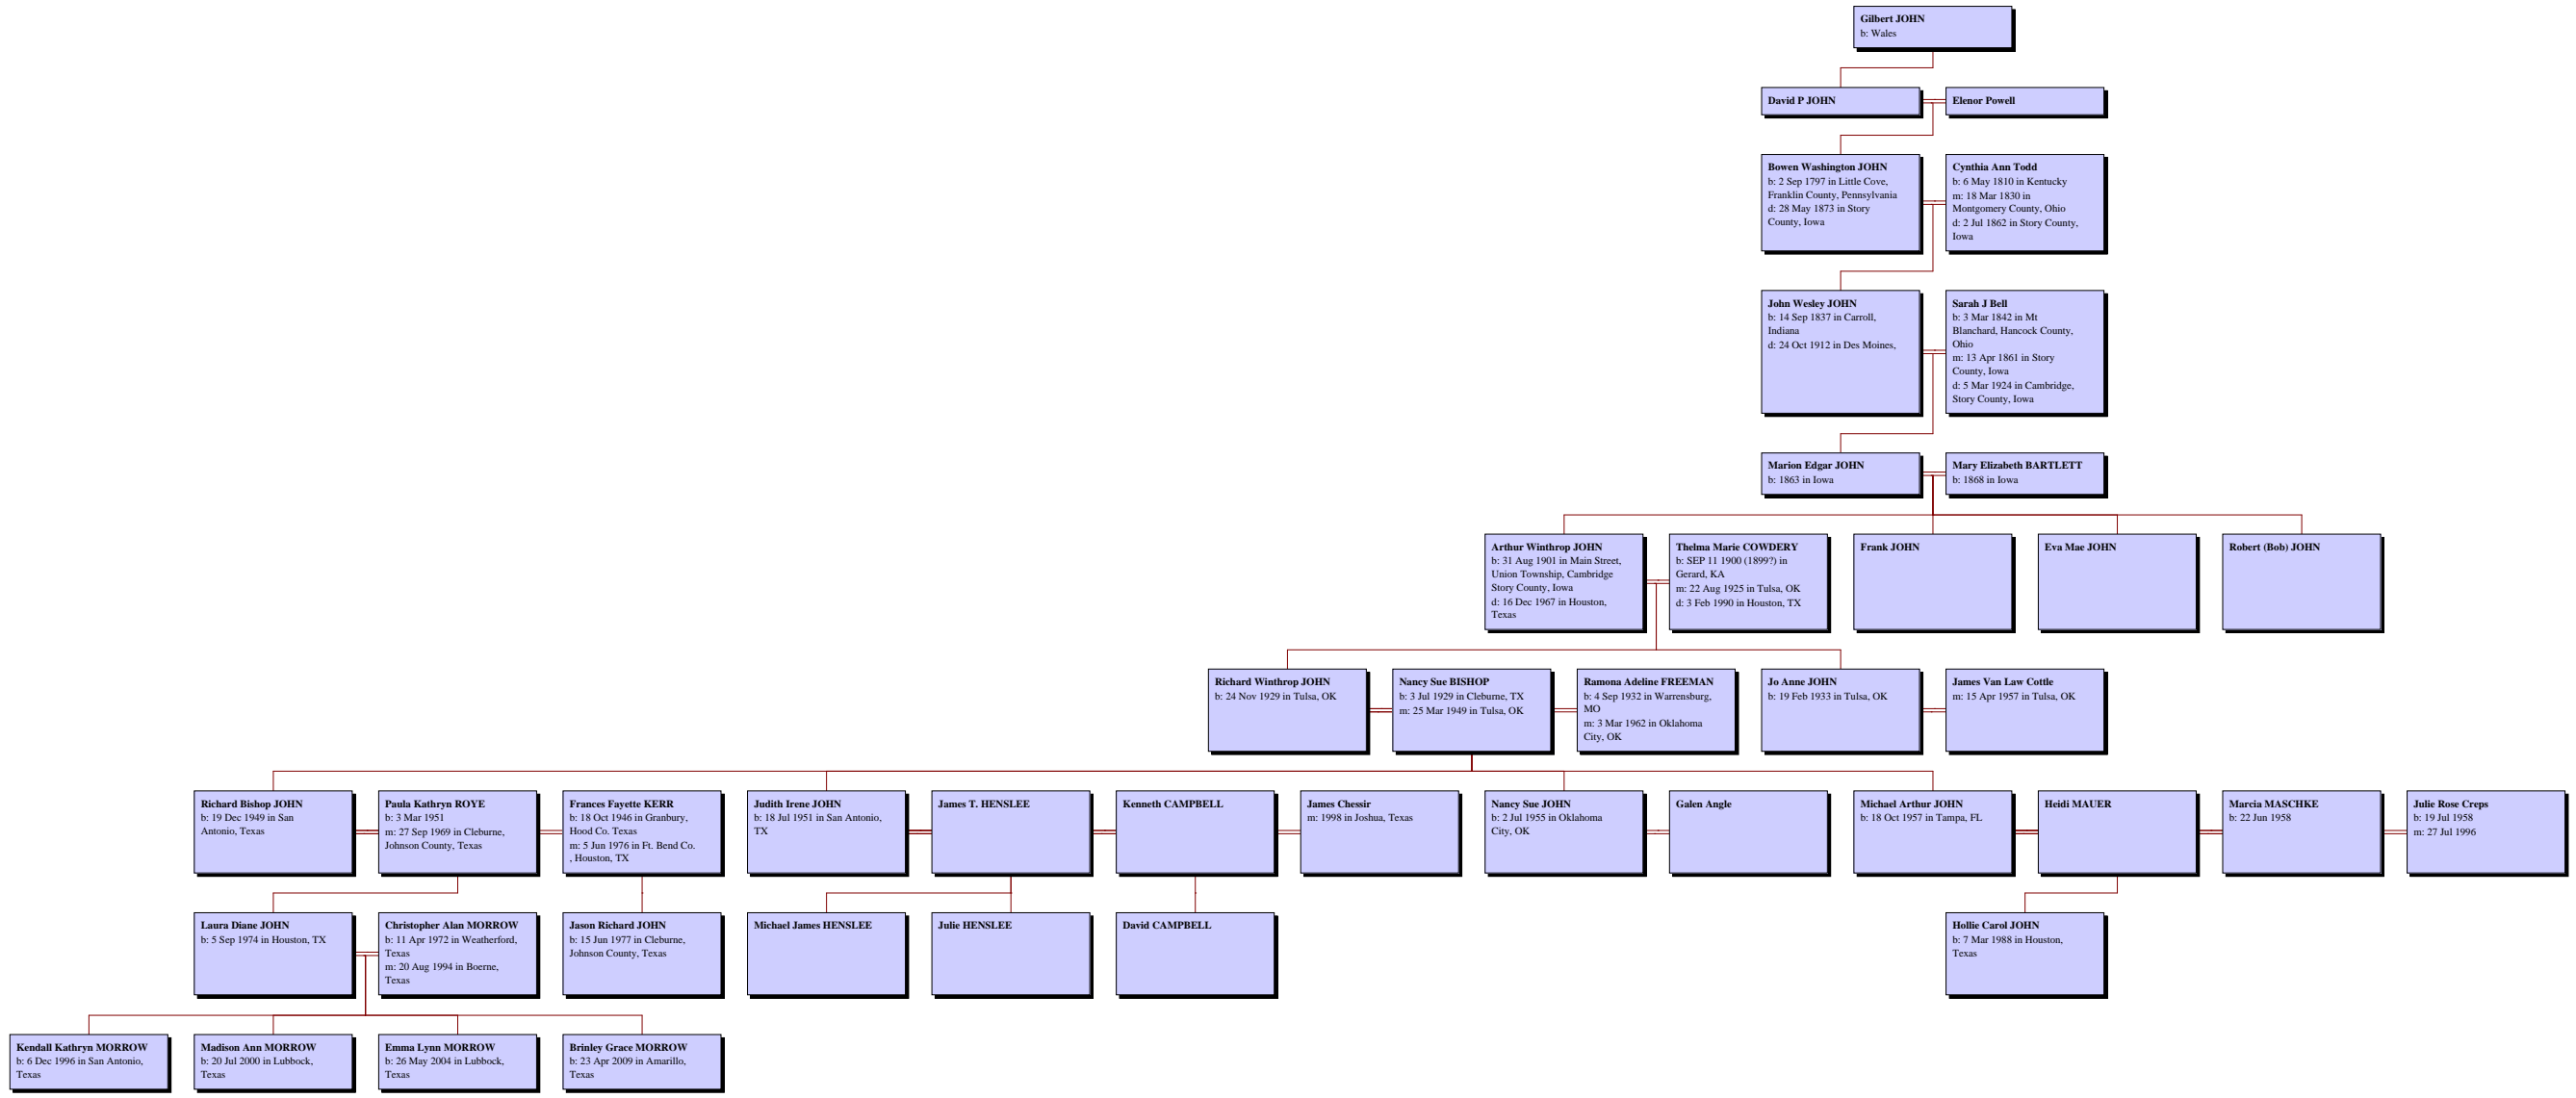 Gilbert JOHN
b: Wales
David P JOHN
Elenor Powell
Bowen Washington JOHN
b: 2 Sep 1797 in Little Cove,
Franklin County, Pennsylvania
d: 28 May 1873 in Story
County, Iowa
Cynthia Ann Todd
b: 6 May 1810 in Kentucky
m: 18 Mar 1830 in
Montgomery County, Ohio
d: 2 Jul 1862 in Story County,
Iowa
John Wesley JOHN
b: 14 Sep 1837 in Carroll,
Indiana
d: 24 Oct 1912 in Des Moines,
Sarah J Bell
b: 3 Mar 1842 in Mt
Blanchard, Hancock County,
Ohio
m: 13 Apr 1861 in Story
County, Iowa
d: 5 Mar 1924 in Cambridge,
Story County, Iowa
Marion Edgar JOHN
b: 1863 in Iowa
Mary Elizabeth BARTLETT
b: 1868 in Iowa
Arthur Winthrop JOHN
b: 31 Aug 1901 in Main Street,
Union Township, Cambridge
Story County, Iowa
d: 16 Dec 1967 in Houston,
Texas
Thelma Marie COWDERY
b: SEP 11 1900 (1899?) in
Gerard, KA
m: 22 Aug 1925 in Tulsa, OK
d: 3 Feb 1990 in Houston, TX
Frank JOHN
Eva Mae JOHN
Robert (Bob) JOHN
Richard Winthrop JOHN
b: 24 Nov 1929 in Tulsa, OK
Nancy Sue BISHOP
b: 3 Jul 1929 in Cleburne, TX
m: 25 Mar 1949 in Tulsa, OK
Ramona Adeline FREEMAN
b: 4 Sep 1932 in Warrensburg,
MO
m: 3 Mar 1962 in Oklahoma
City, OK
Jo Anne JOHN
b: 19 Feb 1933 in Tulsa, OK
James Van Law Cottle
m: 15 Apr 1957 in Tulsa, OK
Richard Bishop JOHN
b: 19 Dec 1949 in San
Antonio, Texas
Paula Kathryn ROYE
b: 3 Mar 1951
m: 27 Sep 1969 in Cleburne,
Johnson County, Texas
Frances Fayette KERR
b: 18 Oct 1946 in Granbury,
Hood Co. Texas
m: 5 Jun 1976 in Ft. Bend Co.
, Houston, TX
Judith Irene JOHN
b: 18 Jul 1951 in San Antonio,
TX
James T. HENSLEE
Kenneth CAMPBELL
James Chessir
m: 1998 in Joshua, Texas
Nancy Sue JOHN
b: 2 Jul 1955 in Oklahoma
City, OK
Galen Angle
Michael Arthur JOHN
b: 18 Oct 1957 in Tampa, FL
Heidi MAUER
Marcia MASCHKE
b: 22 Jun 1958
Julie Rose Creps
b: 19 Jul 1958
m: 27 Jul 1996
Laura Diane JOHN
b: 5 Sep 1974 in Houston, TX
Christopher Alan MORROW
b: 11 Apr 1972 in Weatherford,
Texas
m: 20 Aug 1994 in Boerne,
Texas
Jason Richard JOHN
b: 15 Jun 1977 in Cleburne,
Johnson County, Texas
Michael James HENSLEE
Julie HENSLEE
David CAMPBELL
Hollie Carol JOHN
b: 7 Mar 1988 in Houston,
Texas
Kendall Kathryn MORROW
b: 6 Dec 1996 in San Antonio,
Texas
Madison Ann MORROW
b: 20 Jul 2000 in Lubbock,
Texas
Emma Lynn MORROW
b: 26 May 2004 in Lubbock,
Texas
Brinley Grace MORROW
b: 23 Apr 2009 in Amarillo,
Texas